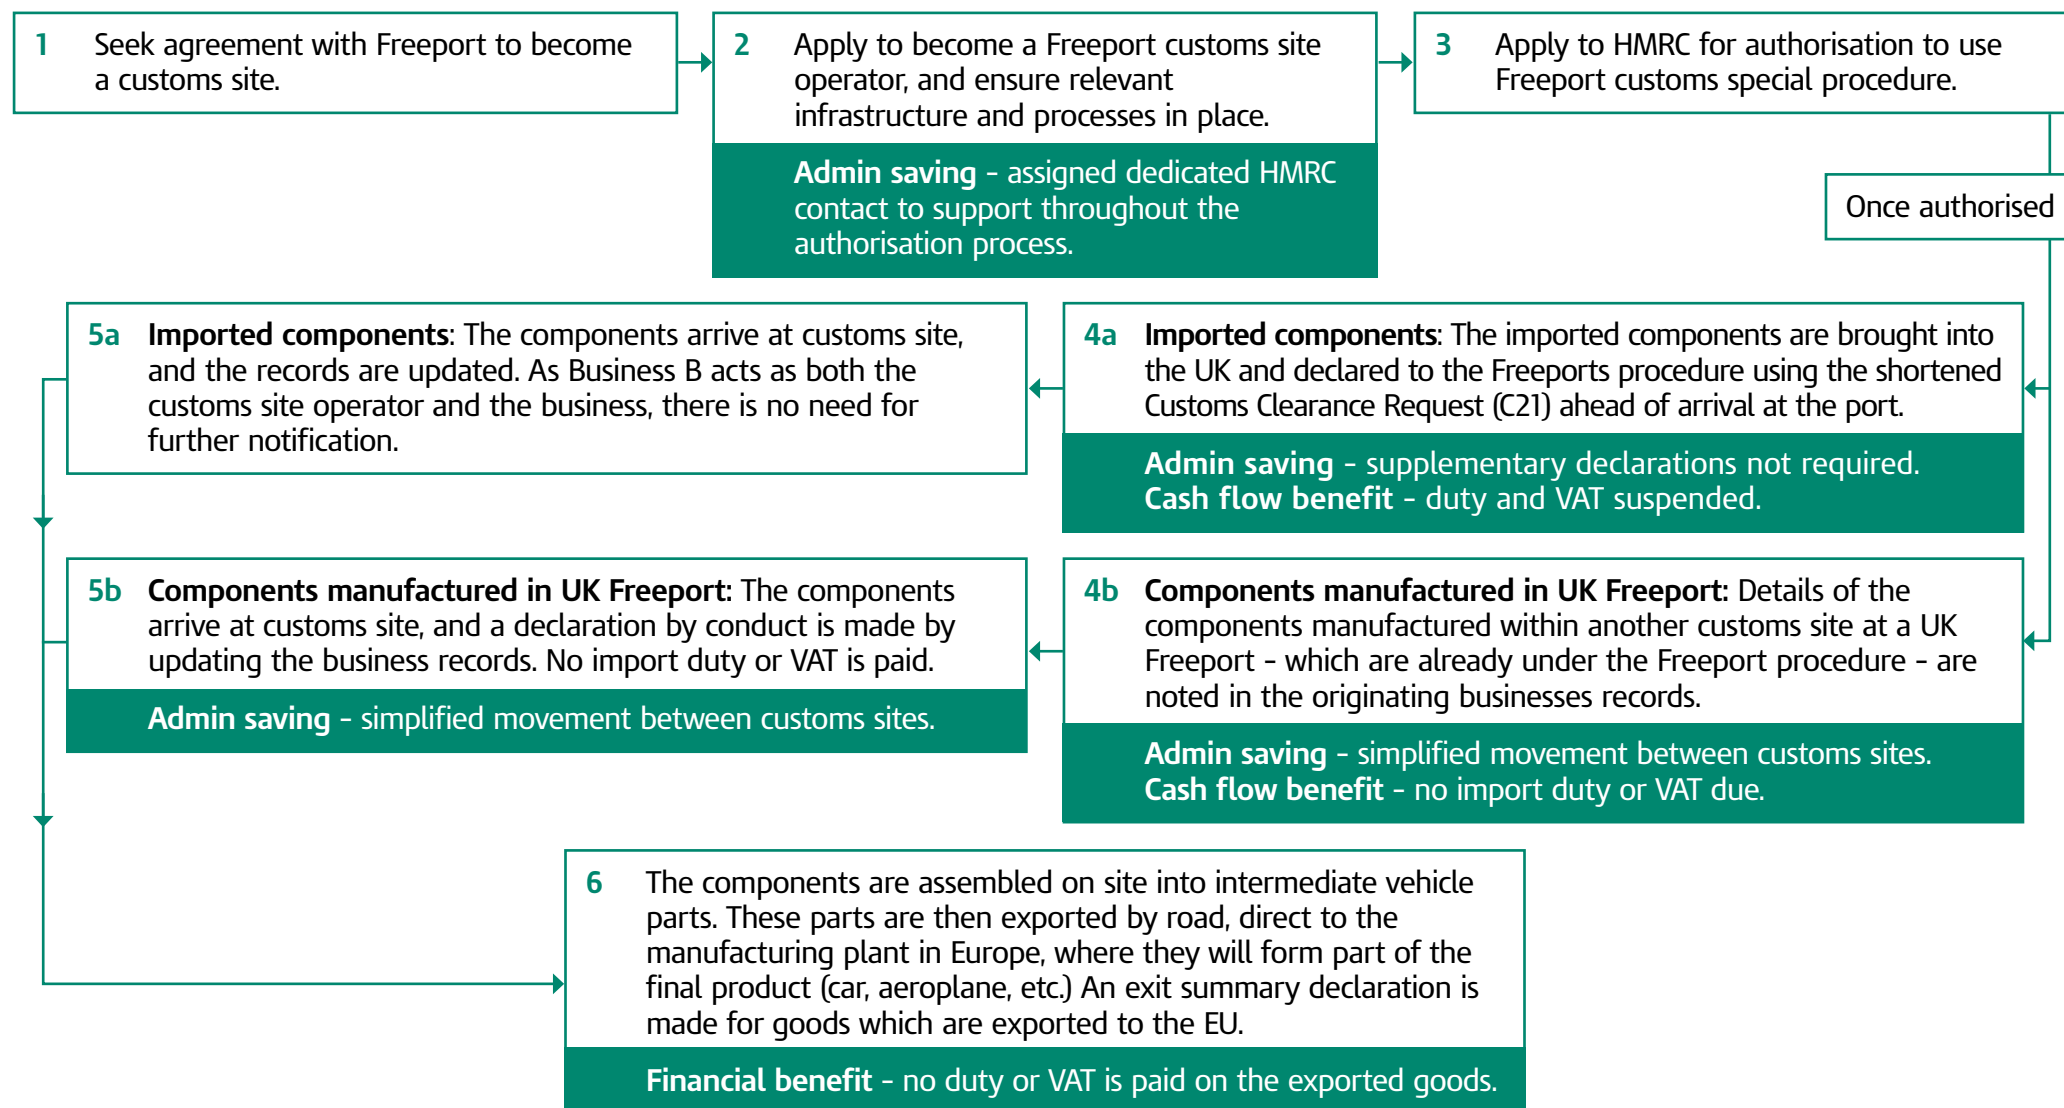 1 Seek agreement with Freeport to become
a customs site.
2 Apply to become a Freeport customs site
operator, and ensure relevant
infrastructure and processes in place.
Admin saving – assigned dedicated HMRC
contact to support throughout the
authorisation process.
3 Apply to HMRC for authorisation to use
Freeport customs special procedure.
Once authorised
4a Imported components: The imported components are brought into
the UK and declared to the Freeports procedure using the shortened
Customs Clearance Request (C21) ahead of arrival at the port.
Admin saving – supplementary declarations not required.
Cash flow benefit – duty and VAT suspended.
5a Imported components: The components arrive at customs site,
and the records are updated. As Business B acts as both the
customs site operator and the business, there is no need for
further notification.
4b Components manufactured in UK Freeport: Details of the
components manufactured within another customs site at a UK
Freeport – which are already under the Freeport procedure – are
noted in the originating businesses records.
Admin saving – simplified movement between customs sites.
Cash flow benefit – no import duty or VAT due.
5b Components manufactured in UK Freeport: The components
arrive at customs site, and a declaration by conduct is made by
updating the business records. No import duty or VAT is paid.
Admin saving – simplified movement between customs sites.
6 The components are assembled on site into intermediate vehicle
parts. These parts are then exported by road, direct to the
manufacturing plant in Europe, where they will form part of the
final product (car, aeroplane, etc.) An exit summary declaration is
made for goods which are exported to the EU.
Financial benefit – no duty or VAT is paid on the exported goods.